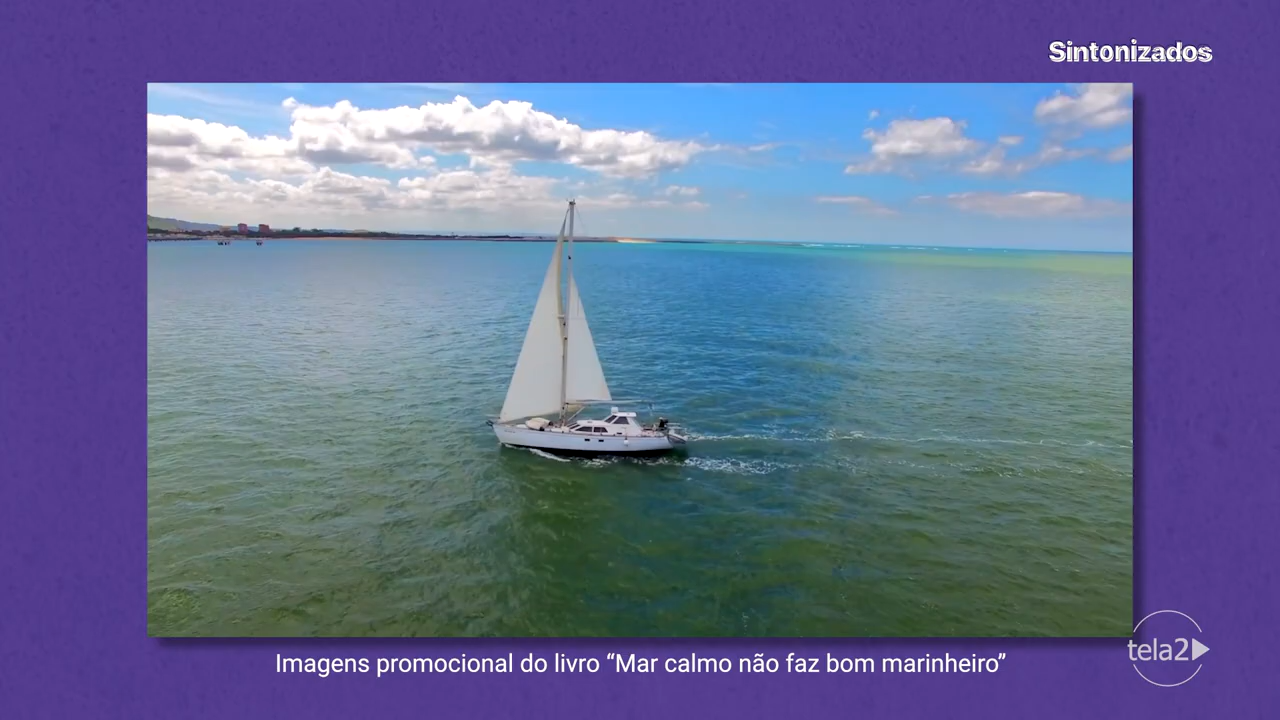 Sintonizados
Imagens promocional do livro “Mar calmo não faz bom marinheiro”
tela2